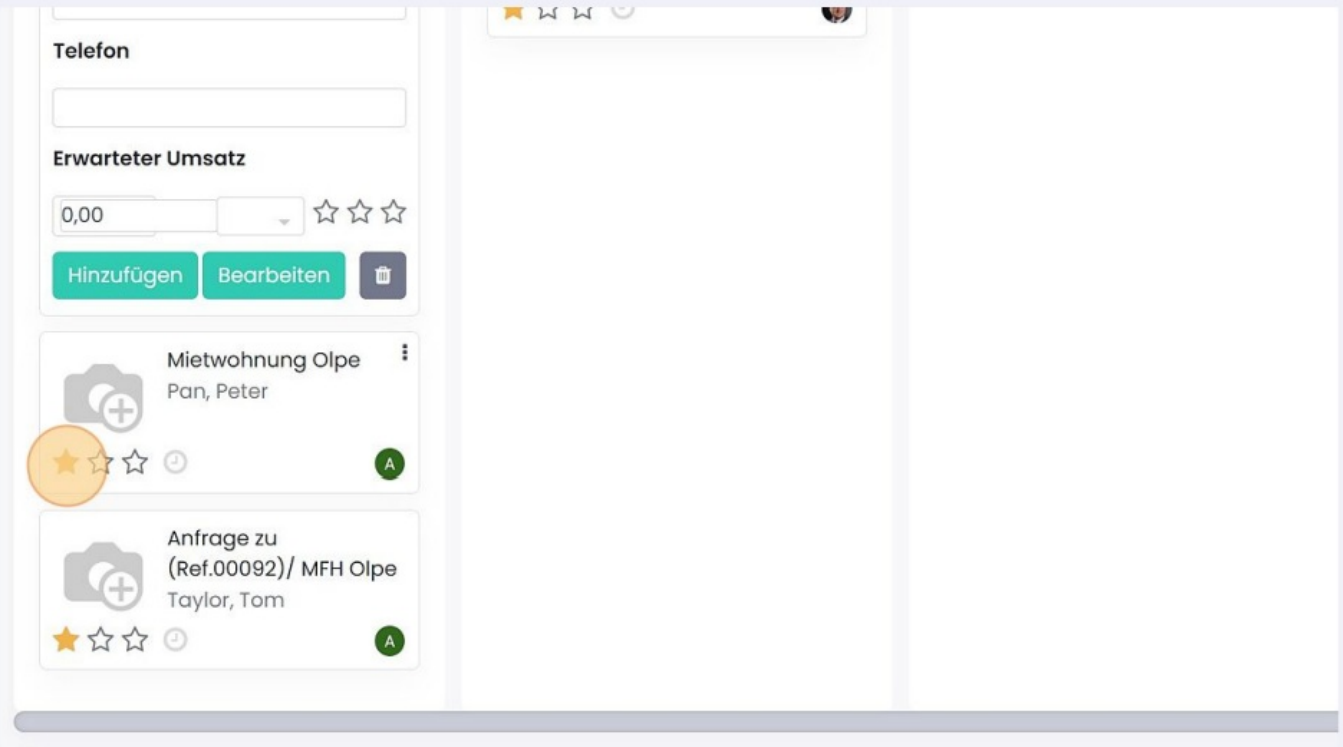 Telefon
Erwarteter Umsatz
0,00
Hinzufügen Bearbeiten
Mietwohnung Olpe
Pan, Peter
A
Anfrage zu
(Ref.00092)/ MFH Olpe
Taylor, Tom
A